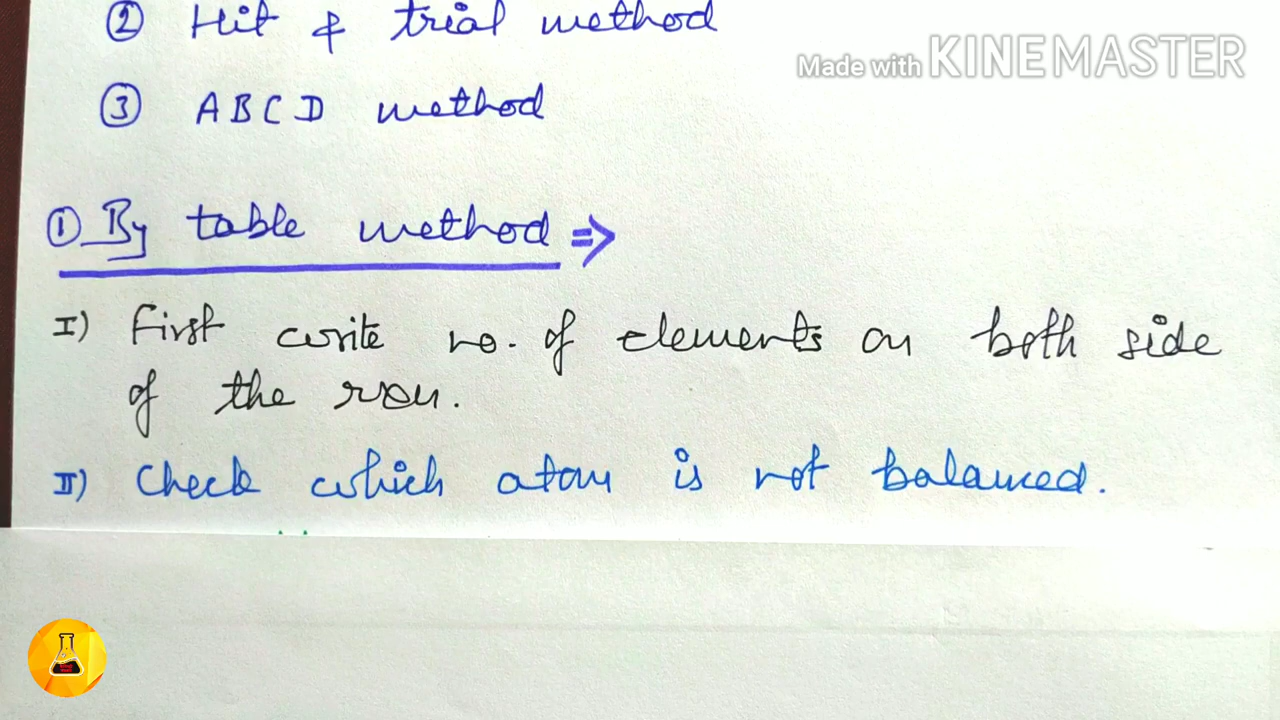 ② Hit & trial method
Made with KINEMASTER
③ ABCD method
① By table method ⇒
I) First write no. of elements on both side
of the rxn.
II) Check which atom is not balanced.